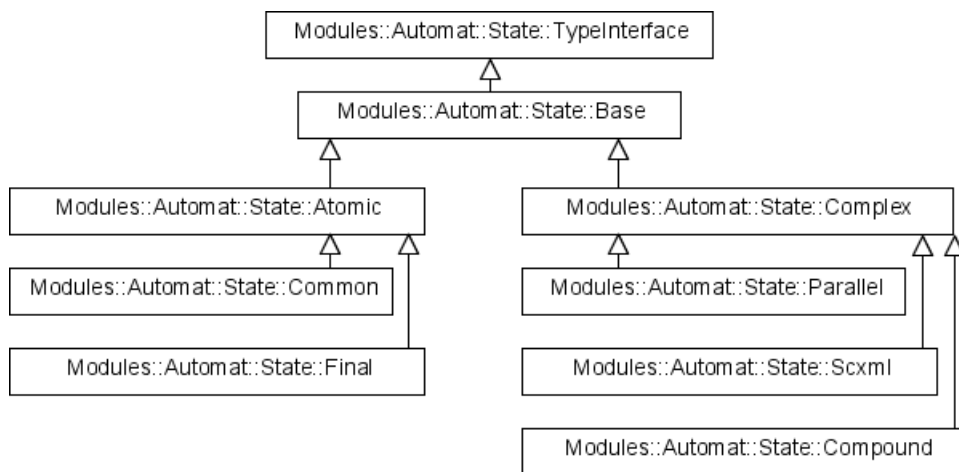 Modules::Automat::State::TypeInterface
Modules::Automat::State::Base
Modules::Automat::State::Atomic
Modules::Automat::State::Complex
Modules::Automat::State::Common
Modules::Automat::State::Parallel
Modules::Automat::State::Final
Modules::Automat::State::Scxml
Modules::Automat::State::Compound